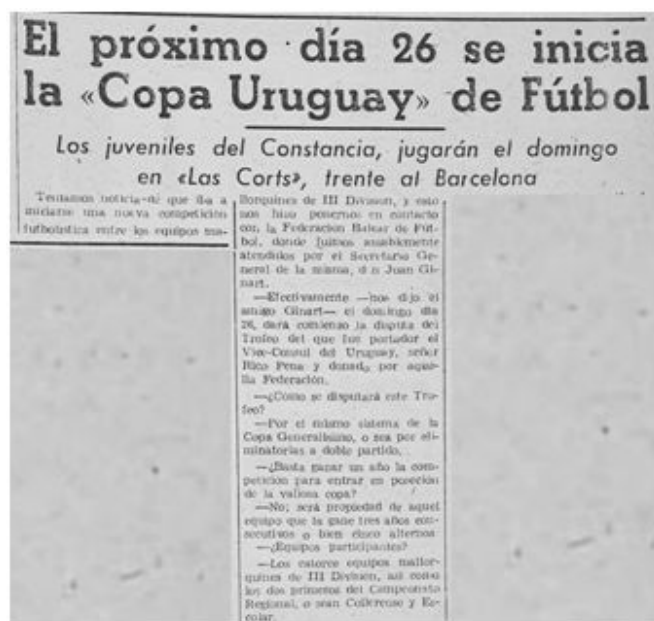 El próximo día 26 se inicia
la «Copa Uruguay» de Fútbol
Los juveniles del Constancia, jugarán el domingo
en «Las Corts», frente al Barcelona
Teníamos noticia de que iba a
iniciarse una nueva competición
futbolística entre los equipos ma-
llorquines de III División, y esto
nos hizo ponernos en contacto
con la Federación Balear de Fút-
bol, donde fuimos amablemente
atendidos por el Secretario Ge-
neral de la misma, don Juan Gi-
nart.
—Efectivamente —nos dijo el
amigo Ginart— el domingo día
26, dará comienzo la disputa del
Trofeo del que fue portador el
Vice-Consul del Uruguay, señor
Rico Pena y donado por aque-
lla Federación.
—¿Cómo se disputará este Tro-
feo?
—Por el mismo sistema de la
Copa Generalísimo, o sea por eli-
minatorias a doble partido.
—¿Basta ganar un año la com-
petición para entrar en posesión
de la valiosa copa?
—No; será propiedad de aquel
equipo que la gane tres años con-
secutivos o bien cinco alternos
—¿Equipos participantes?
—Los catorce equipos mallor-
quines de III División, así como
los dos primeros del Campeonato
Regional, o sean Collerense y Es-
colar.